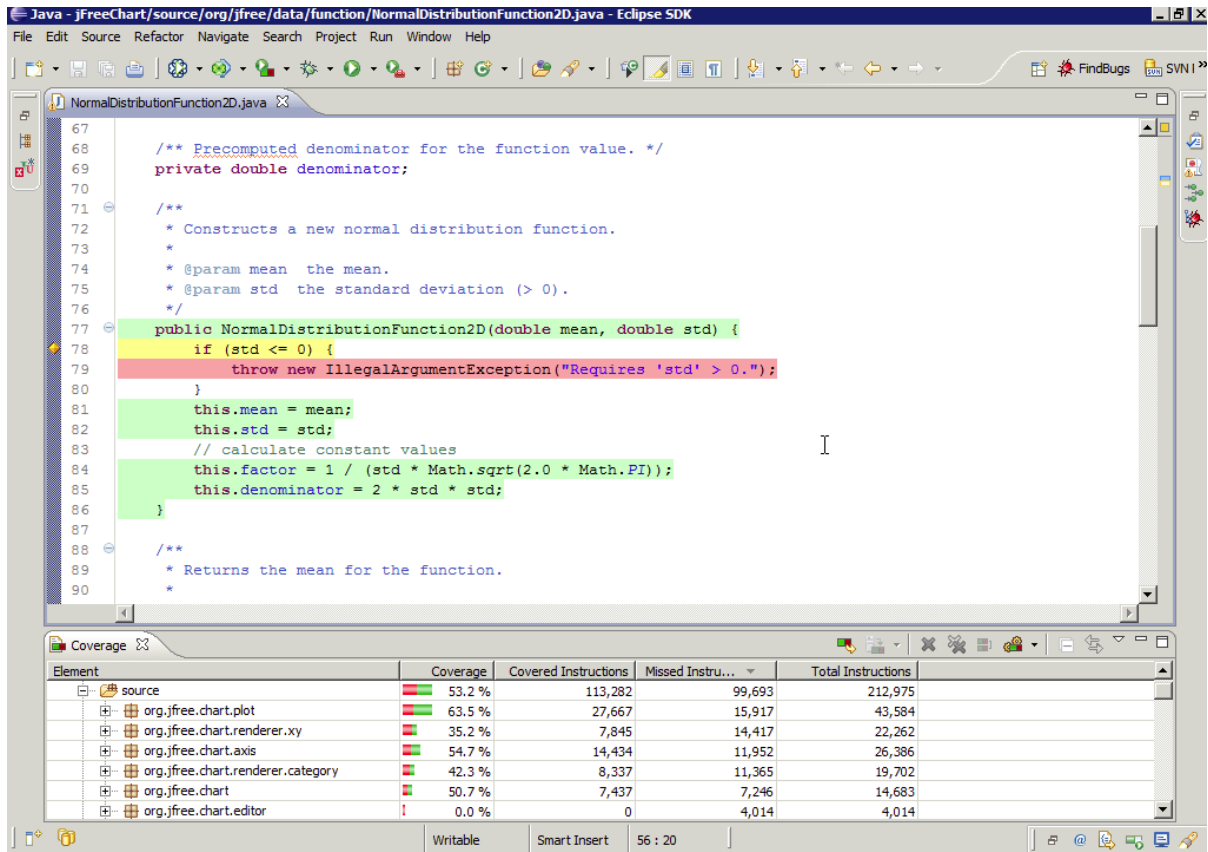 Java - jFreeChart/source/org/jfree/data/function/NormalDistributionFunction2D.java - Eclipse SDK
File Edit Source Refactor Navigate Search Project Run Window Help
FindBugs SVN I »
NormalDistributionFunction2D.java
67
68 /** Precomputed denominator for the function value. */
69 private double denominator;
70
71 /**
72 * Constructs a new normal distribution function.
73 *
74 * @param mean  the mean.
75 * @param std  the standard deviation (> 0).
76 */
77 public NormalDistributionFunction2D(double mean, double std) {
78 if (std <= 0) {
79 throw new IllegalArgumentException("Requires 'std' > 0.");
80 }
81 this.mean = mean;
82 this.std = std;
83 // calculate constant values
84 this.factor = 1 / (std * Math.sqrt(2.0 * Math.PI));
85 this.denominator = 2 * std * std;
86 }
87
88 /**
89 * Returns the mean for the function.
90 *
Coverage
Element Coverage Covered Instructions Missed Instru... Total Instructions
source 53.2 % 113,282 99,693 212,975
org.jfree.chart.plot 63.5 % 27,667 15,917 43,584
org.jfree.chart.renderer.xy 35.2 % 7,845 14,417 22,262
org.jfree.chart.axis 54.7 % 14,434 11,952 26,386
org.jfree.chart.renderer.category 42.3 % 8,337 11,365 19,702
org.jfree.chart 50.7 % 7,437 7,246 14,683
org.jfree.chart.editor 0.0 % 0 4,014 4,014
Writable Smart Insert 56 : 20